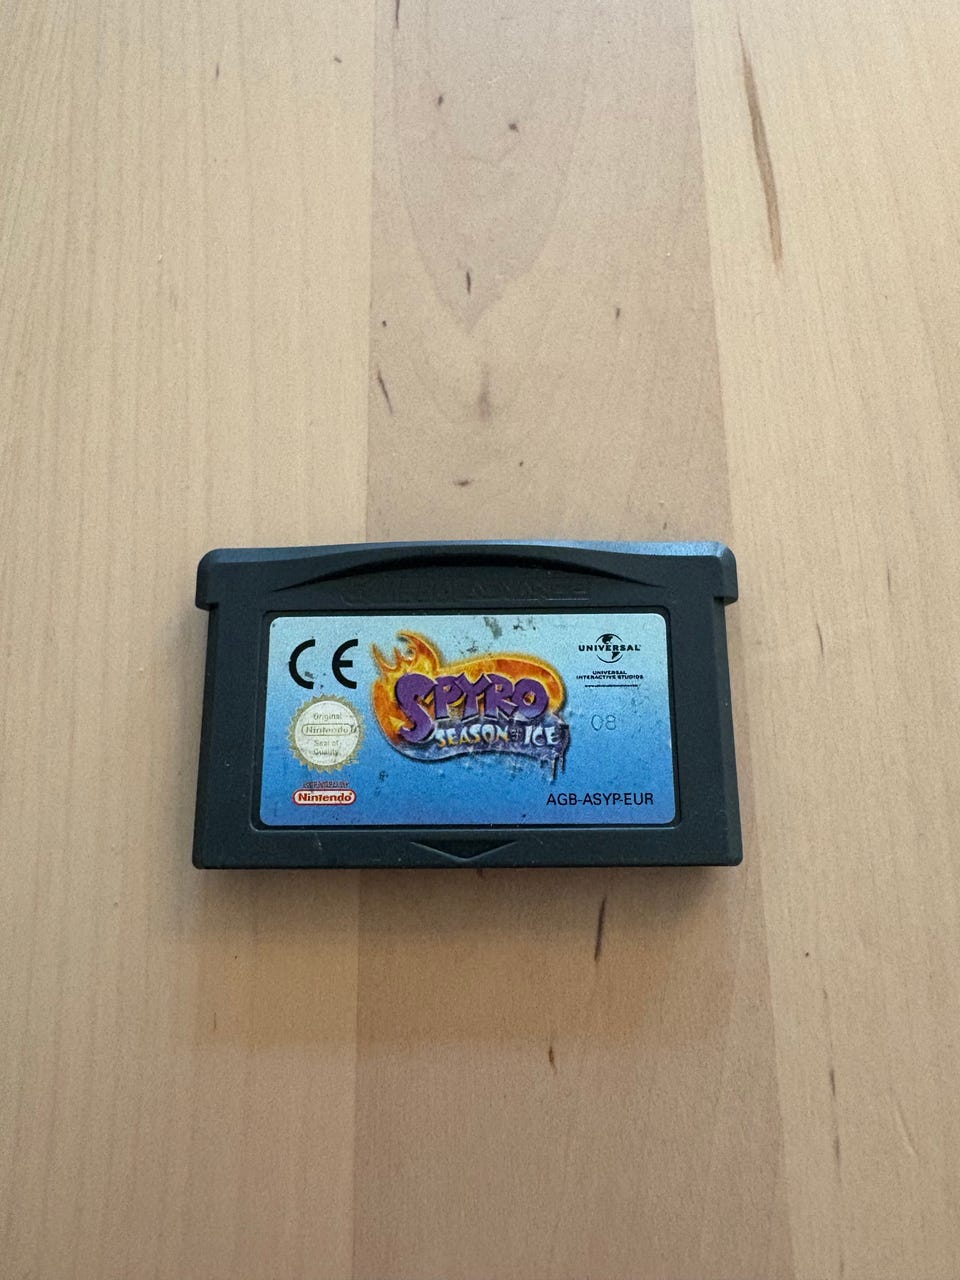 GAME BOY ADVANCE
CE
SPYRO
SEASON OF ICE
UNIVERSAL
UNIVERSAL
INTERACTIVE STUDIOS
08
Original
Nintendo
Seal of
Quality
Nintendo
AGB-ASYP-EUR